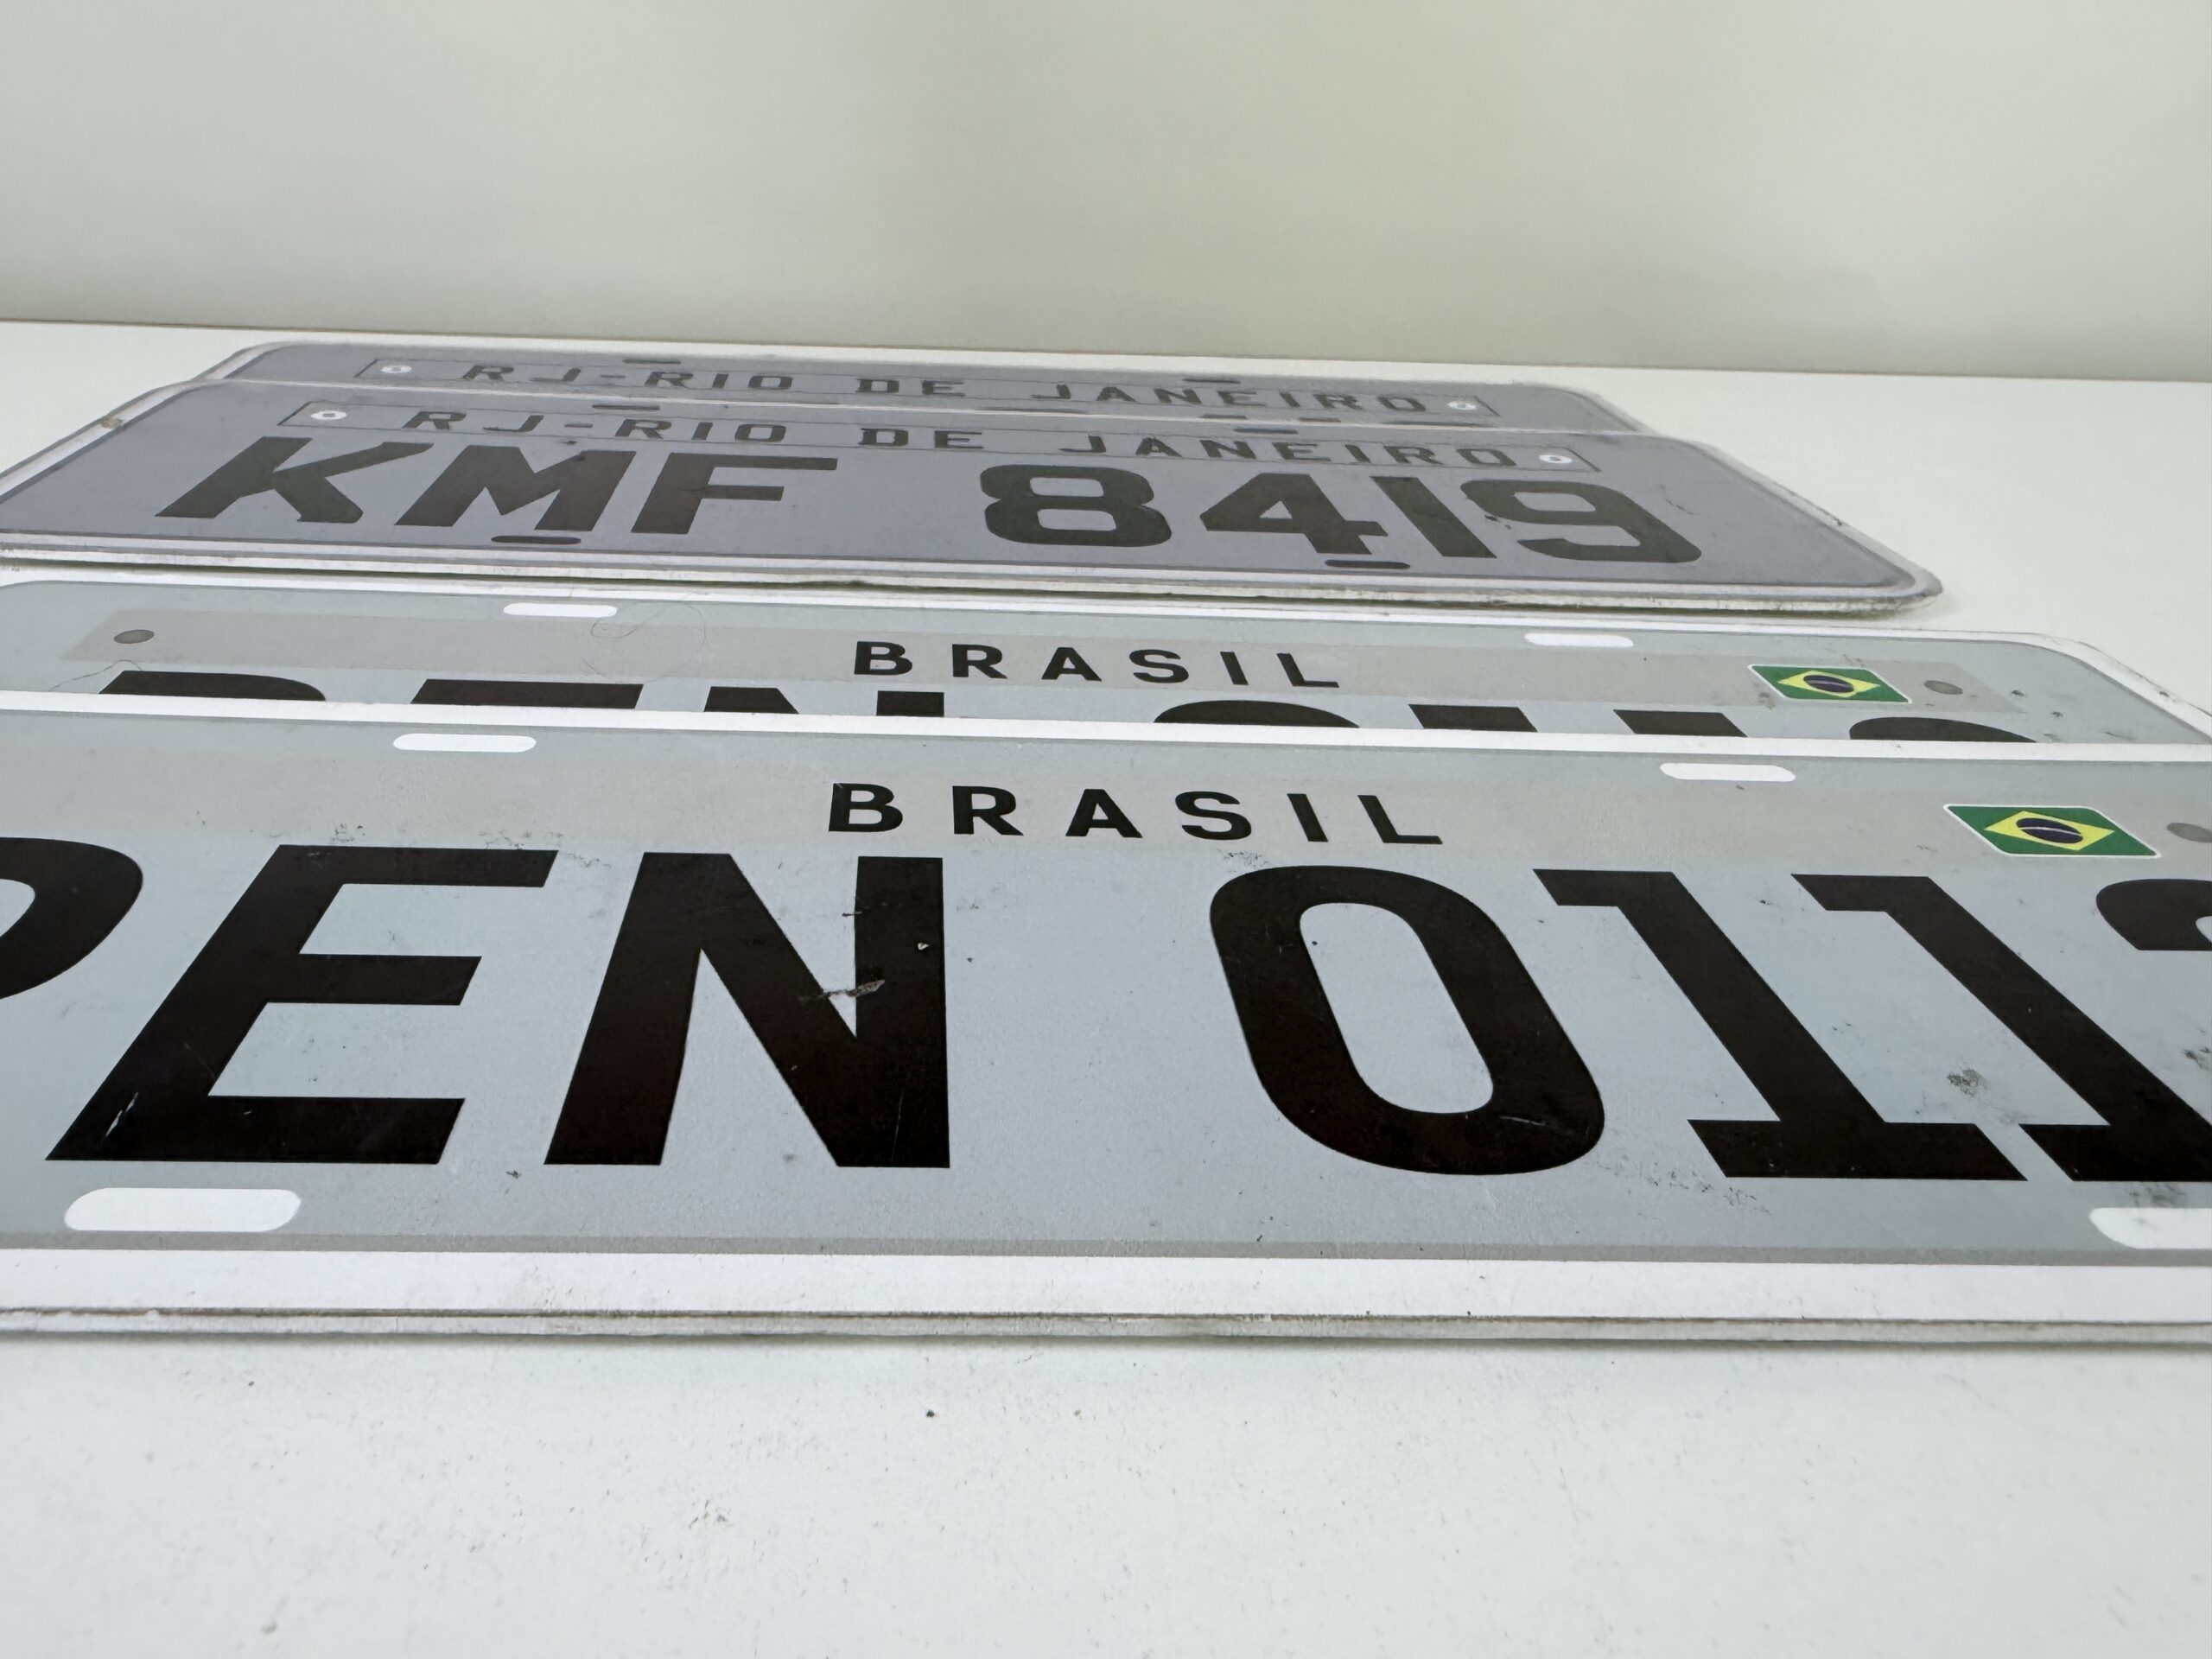 RJ-RIO DE JANEIRO
RJ-RIO DE JANEIRO
KMF 8419
BRASIL
BRASIL
PEN 011